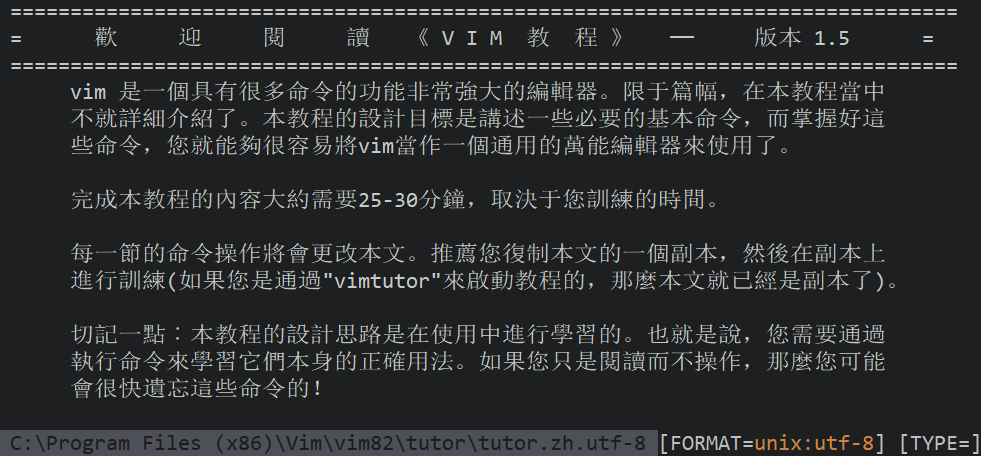 ===============================================================================
=      歡     迎     閱     讀   《 V I M  教  程 》   ──     版本 1.5      =
===============================================================================
vim 是一個具有很多命令的功能非常強大的編輯器。限于篇幅，在本教程當中
不就詳細介紹了。本教程的設計目標是講述一些必要的基本命令，而掌握好這
些命令，您就能夠很容易將vim當作一個通用的萬能編輯器來使用了。
完成本教程的內容大約需要25-30分鐘，取決于您訓練的時間。
每一節的命令操作將會更改本文。推薦您復制本文的一個副本，然後在副本上
進行訓練(如果您是通過"vimtutor"來啟動教程的，那麼本文就已經是副本了)。
切記一點︰本教程的設計思路是在使用中進行學習的。也就是說，您需要通過
執行命令來學習它們本身的正確用法。如果您只是閱讀而不操作，那麼您可能
會很快遺忘這些命令的！
C:\Program Files (x86)\Vim\vim82\tutor\tutor.zh.utf-8 [FORMAT=unix:utf-8] [TYPE=]